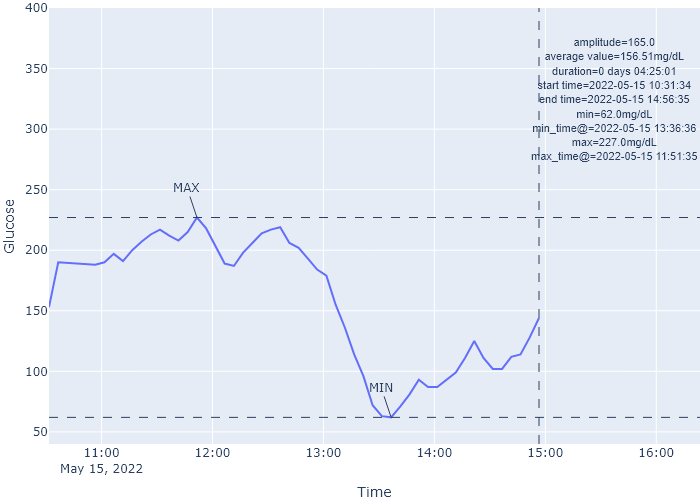 400
350
300
250
200
150
100
50
Glucose
amplitude=165.0
average value=156.51mg/dL
duration=0 days 04:25:01
start time=2022-05-15 10:31:34
end time=2022-05-15 14:56:35
min=62.0mg/dL
min_time@=2022-05-15 13:36:36
max=227.0mg/dL
max_time@=2022-05-15 11:51:35
MAX
MIN
11:00 12:00 13:00 14:00 15:00 16:00
May 15, 2022
Time